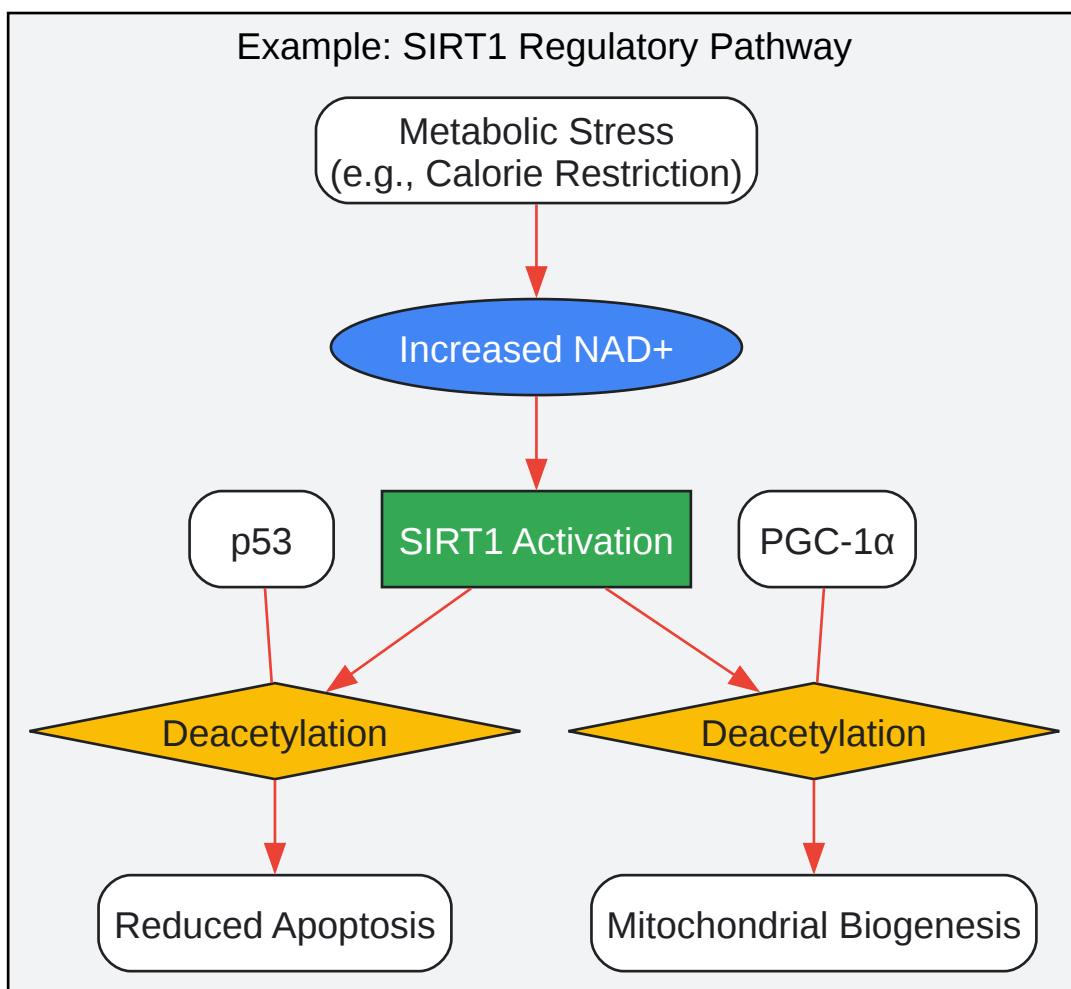 Example: SIRT1 Regulatory Pathway
Metabolic Stress
(e.g., Calorie Restriction)
Increased NAD+
p53
SIRT1 Activation
PGC-1α
Deacetylation
Deacetylation
Reduced Apoptosis
Mitochondrial Biogenesis